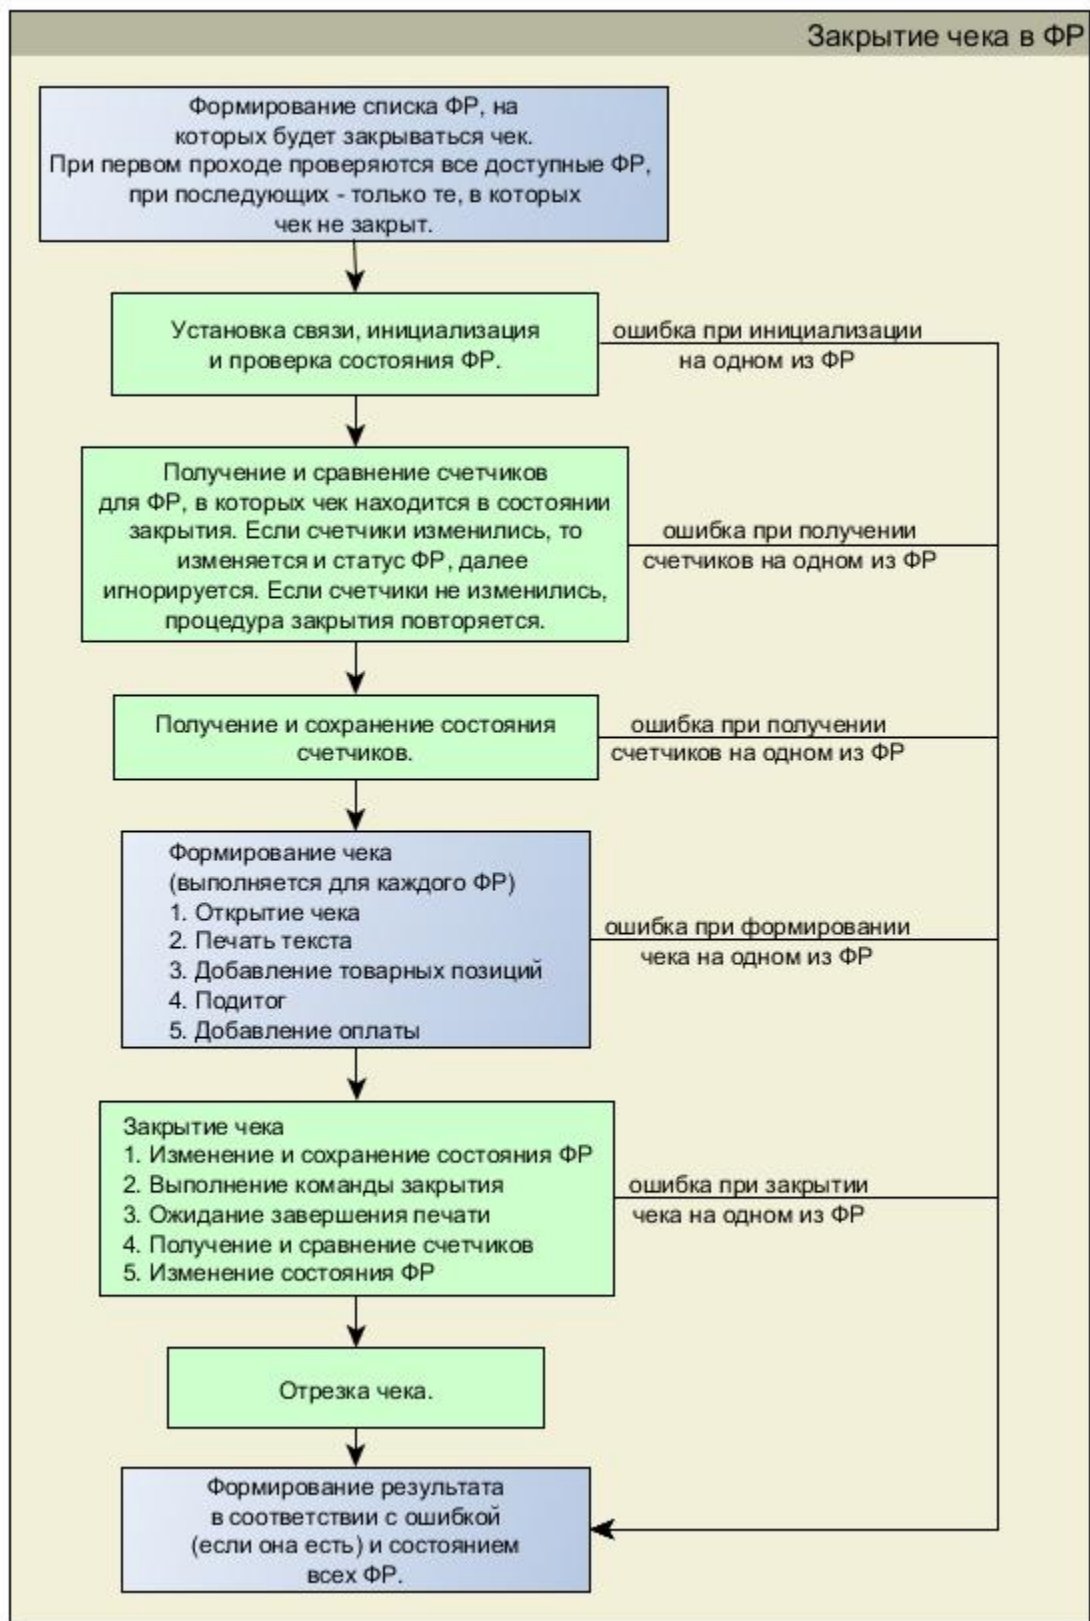 Закрытие чека в ФР
Формирование списка ФР, на
которых будет закрываться чек.
При первом проходе проверяются все доступные ФР,
при последующих - только те, в которых
чек не закрыт.
Установка связи, инициализация
и проверка состояния ФР.
ошибка при инициализации
на одном из ФР
Получение и сравнение счетчиков
для ФР, в которых чек находится в состоянии
закрытия. Если счетчики изменились, то
изменяется и статус ФР, далее
игнорируется. Если счетчики не изменились,
процедура закрытия повторяется.
ошибка при получении
счетчиков на одном из ФР
Получение и сохранение состояния
счетчиков.
ошибка при получении
счетчиков на одном из ФР
Формирование чека
(выполняется для каждого ФР)
1. Открытие чека
2. Печать текста
3. Добавление товарных позиций
4. Подитог
5. Добавление оплаты
ошибка при формировании
чека на одном из ФР
Закрытие чека
1. Изменение и сохранение состояния ФР
2. Выполнение команды закрытия
3. Ожидание завершения печати
4. Получение и сравнение счетчиков
5. Изменение состояния ФР
ошибка при закрытии
чека на одном из ФР
Отрезка чека.
Формирование результата
в соответствии с ошибкой
(если она есть) и состоянием
всех ФР.